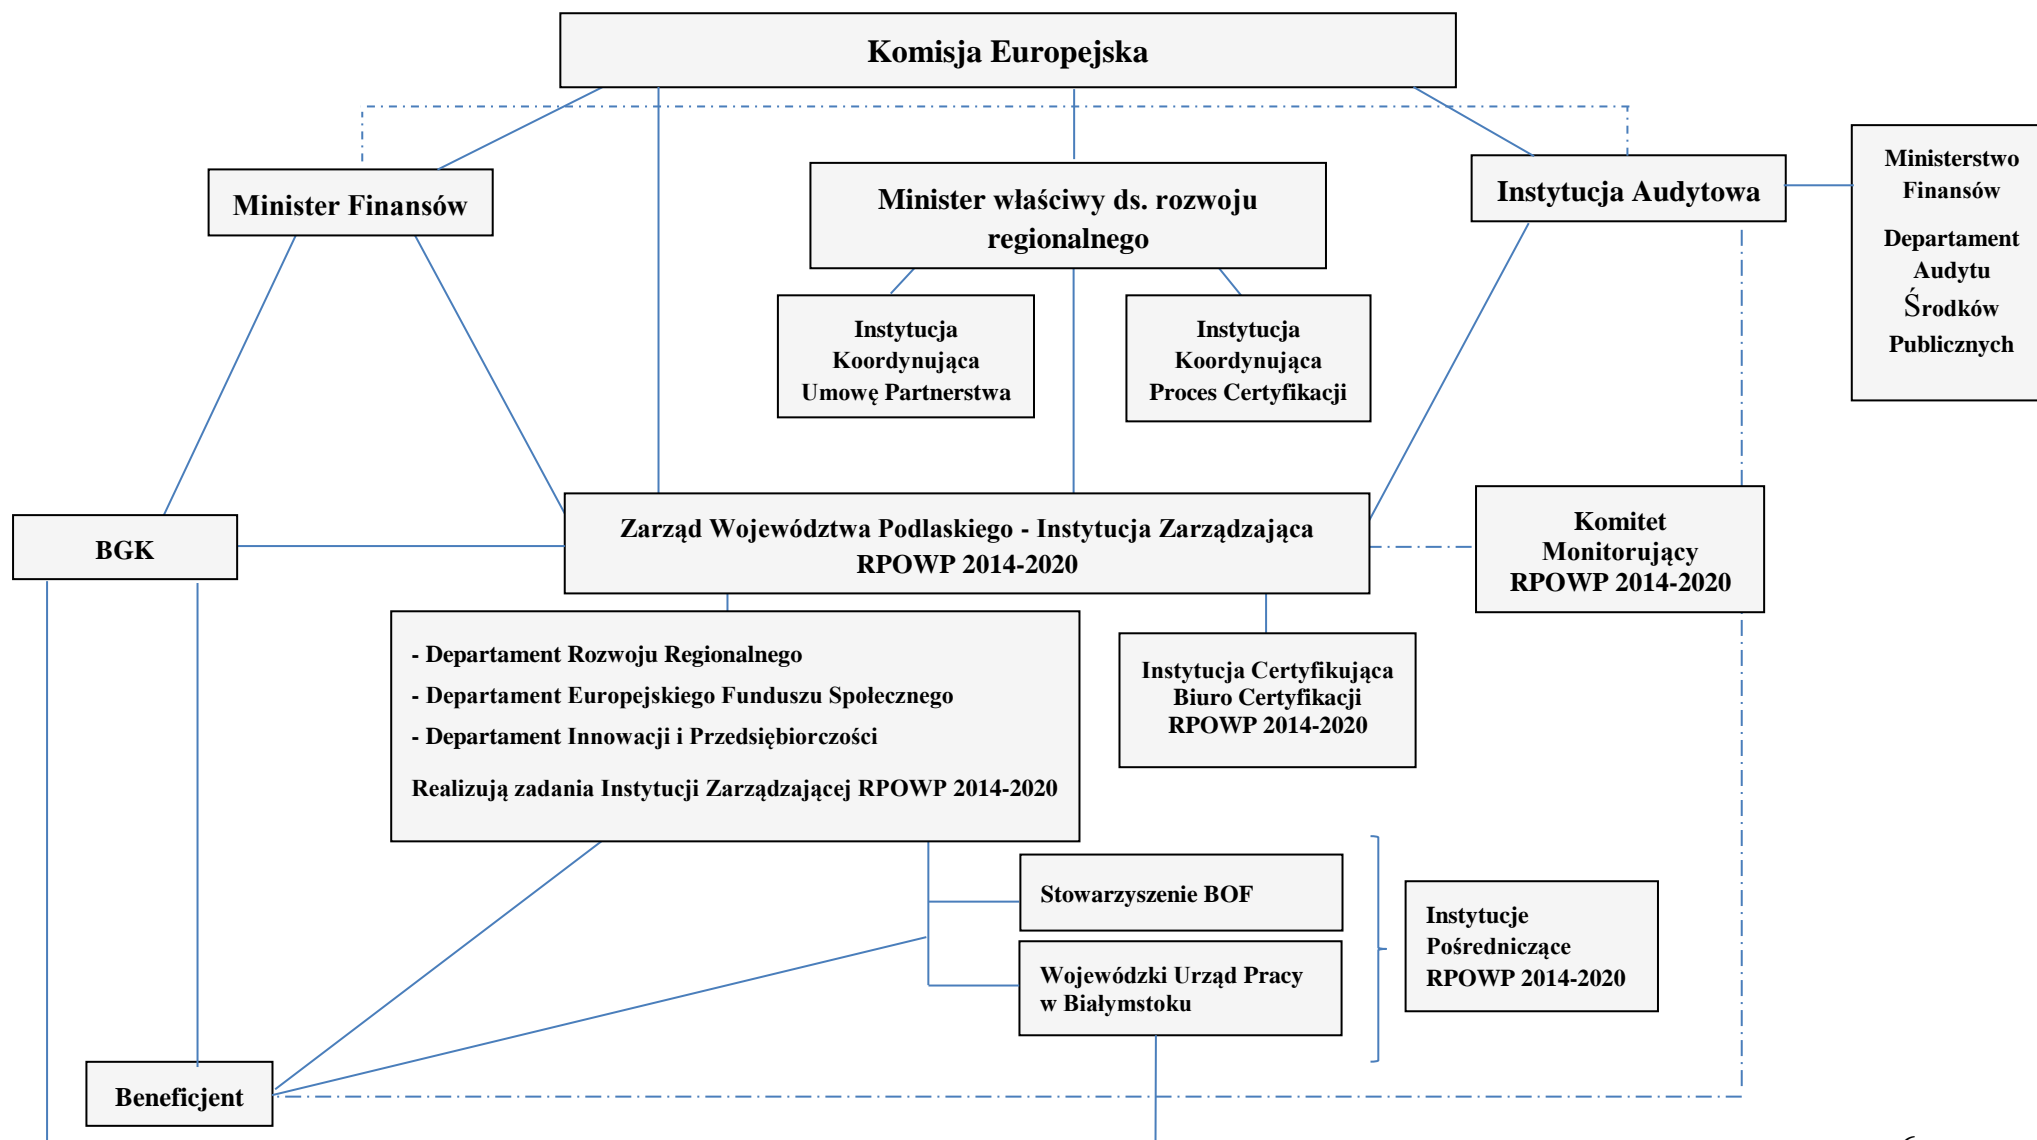 Komisja Europejska
Minister Finansów
Minister właściwy ds. rozwoju
regionalnego
Instytucja Audytowa
Ministerstwo
Finansów
Departament
Audytu
Środków
Publicznych
Instytucja
Koordynująca
Umowę Partnerstwa
Instytucja
Koordynująca
Proces Certyfikacji
BGK
Zarząd Województwa Podlaskiego - Instytucja Zarządzająca
RPOWP 2014-2020
Komitet
Monitorujący
RPOWP 2014-2020
- Departament Rozwoju Regionalnego
- Departament Europejskiego Funduszu Społecznego
- Departament Innowacji i Przedsiębiorczości
Realizują zadania Instytucji Zarządzającej RPOWP 2014-2020
Instytucja Certyfikująca
Biuro Certyfikacji
RPOWP 2014-2020
Stowarzyszenie BOF
Wojewódzki Urząd Pracy
w Białymstoku
Instytucje
Pośredniczące
RPOWP 2014-2020
Beneficjent